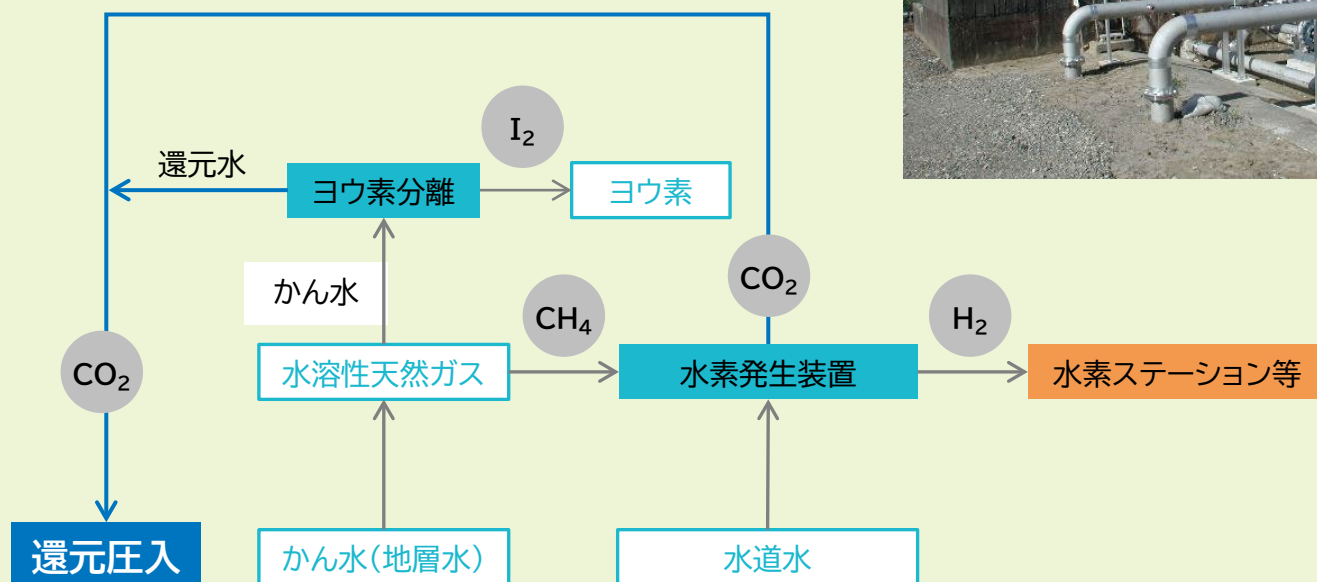 I₂
還元水
ヨウ素分離
ヨウ素
かん水
CO₂
CH₄
H₂
CO₂
水溶性天然ガス
水素発生装置
水素ステーション等
還元圧入
かん水(地層水)
水道水